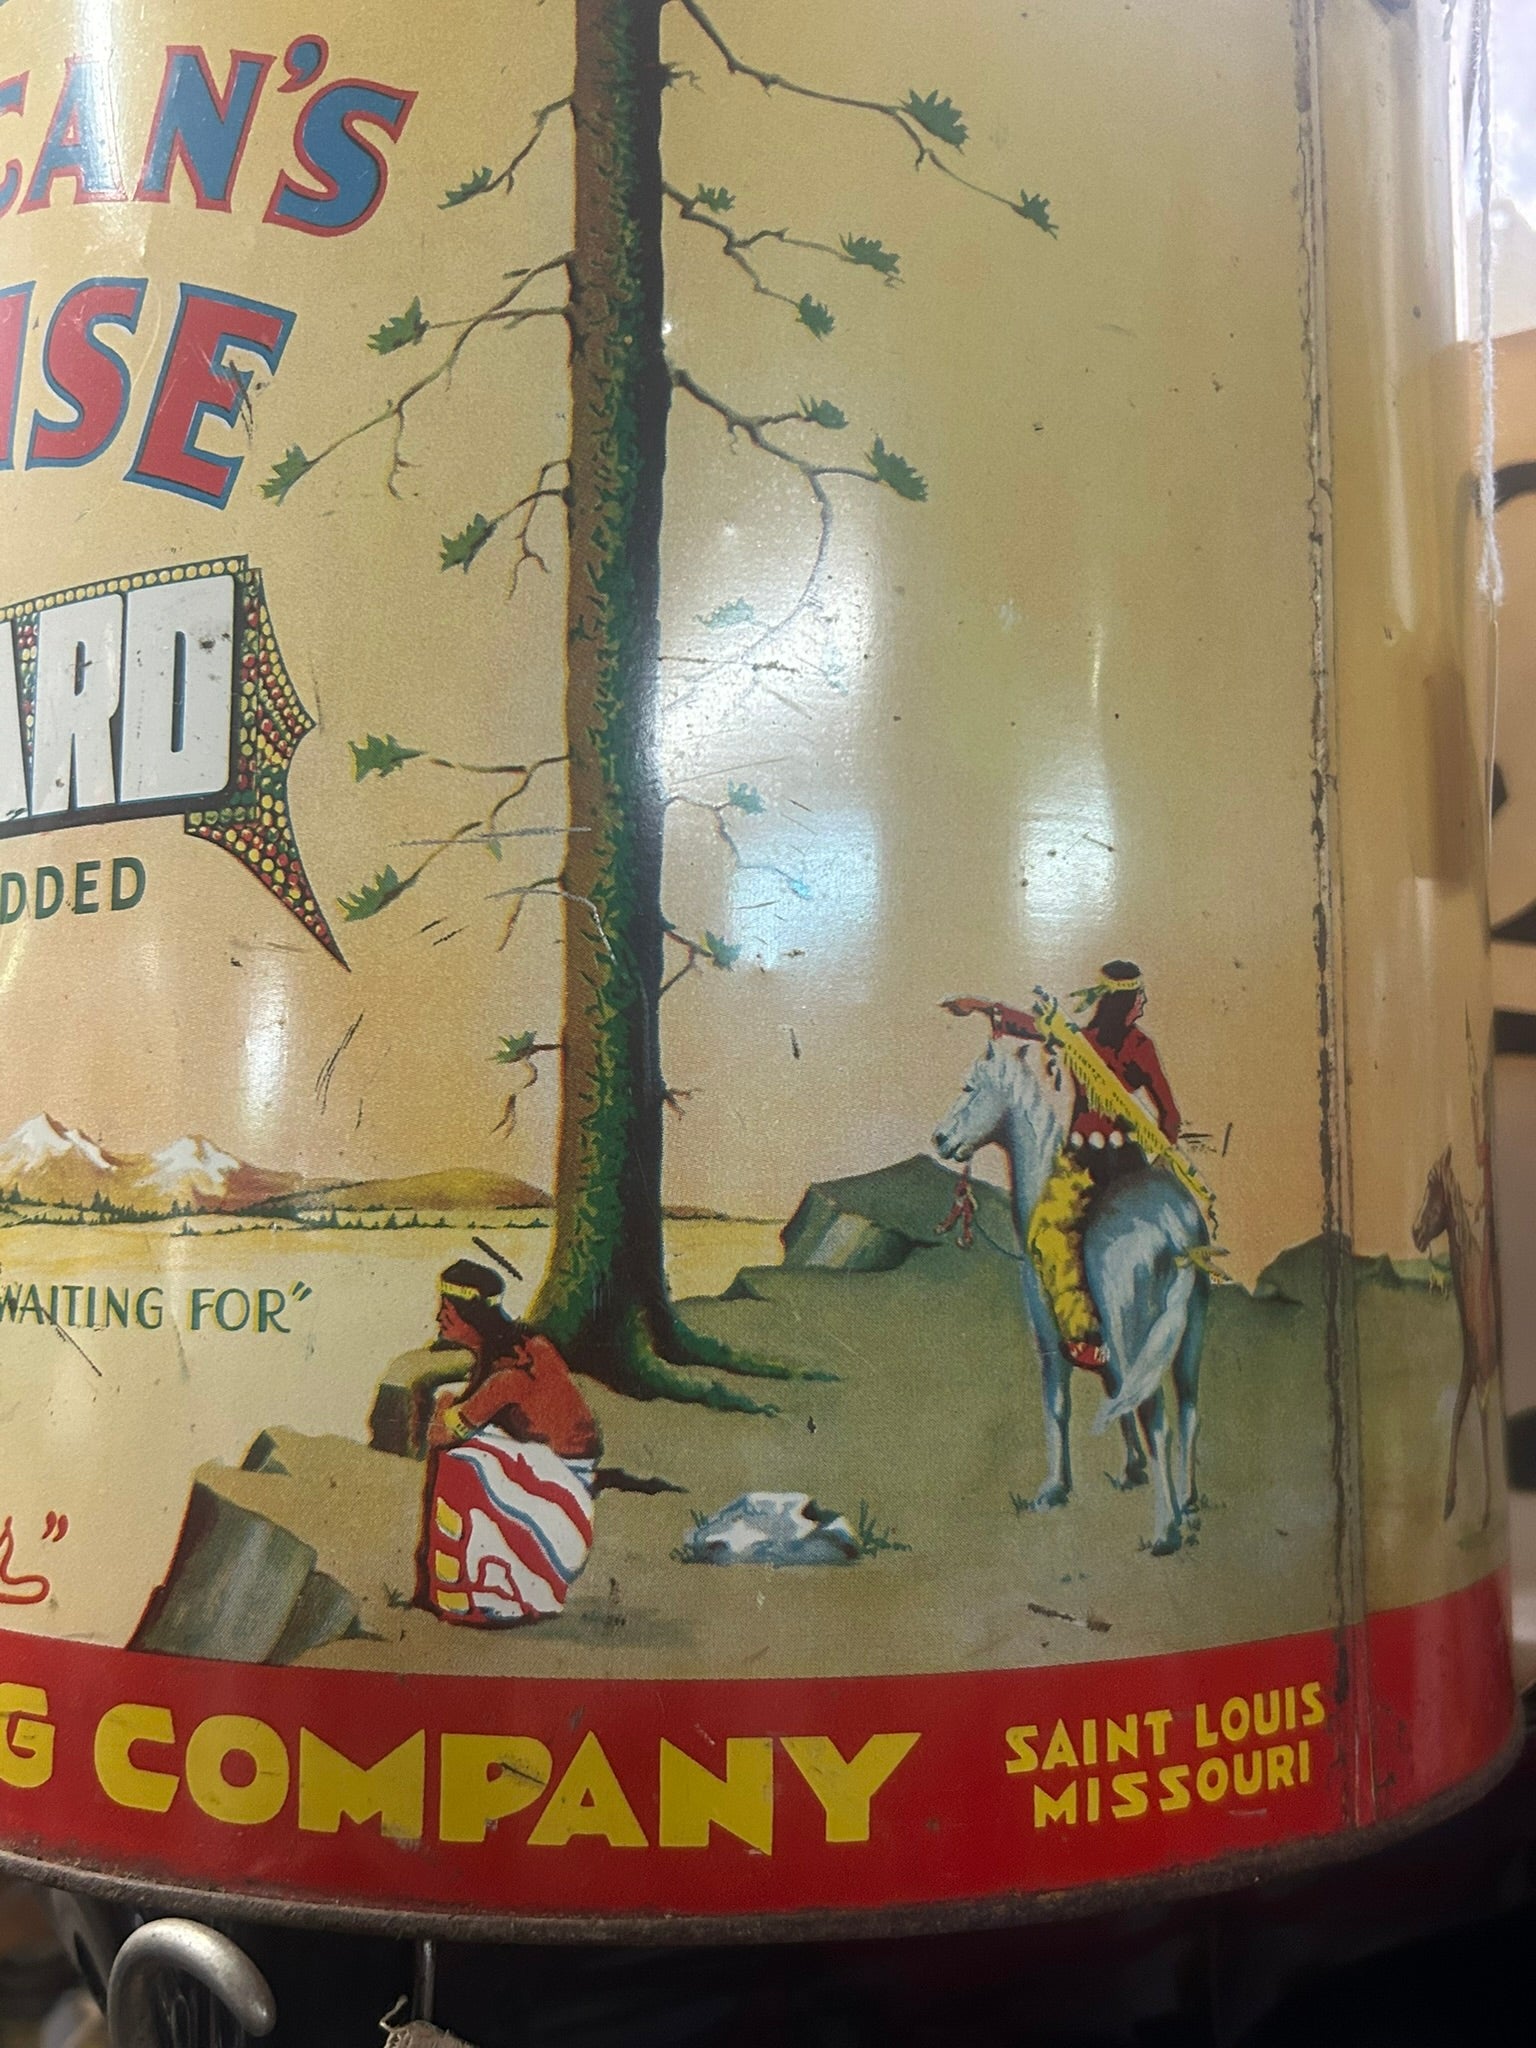 CAN'S
ISE
ARD
DDED
WAITING FOR"
"
G COMPANY
SAINT LOUIS
MISSOURI